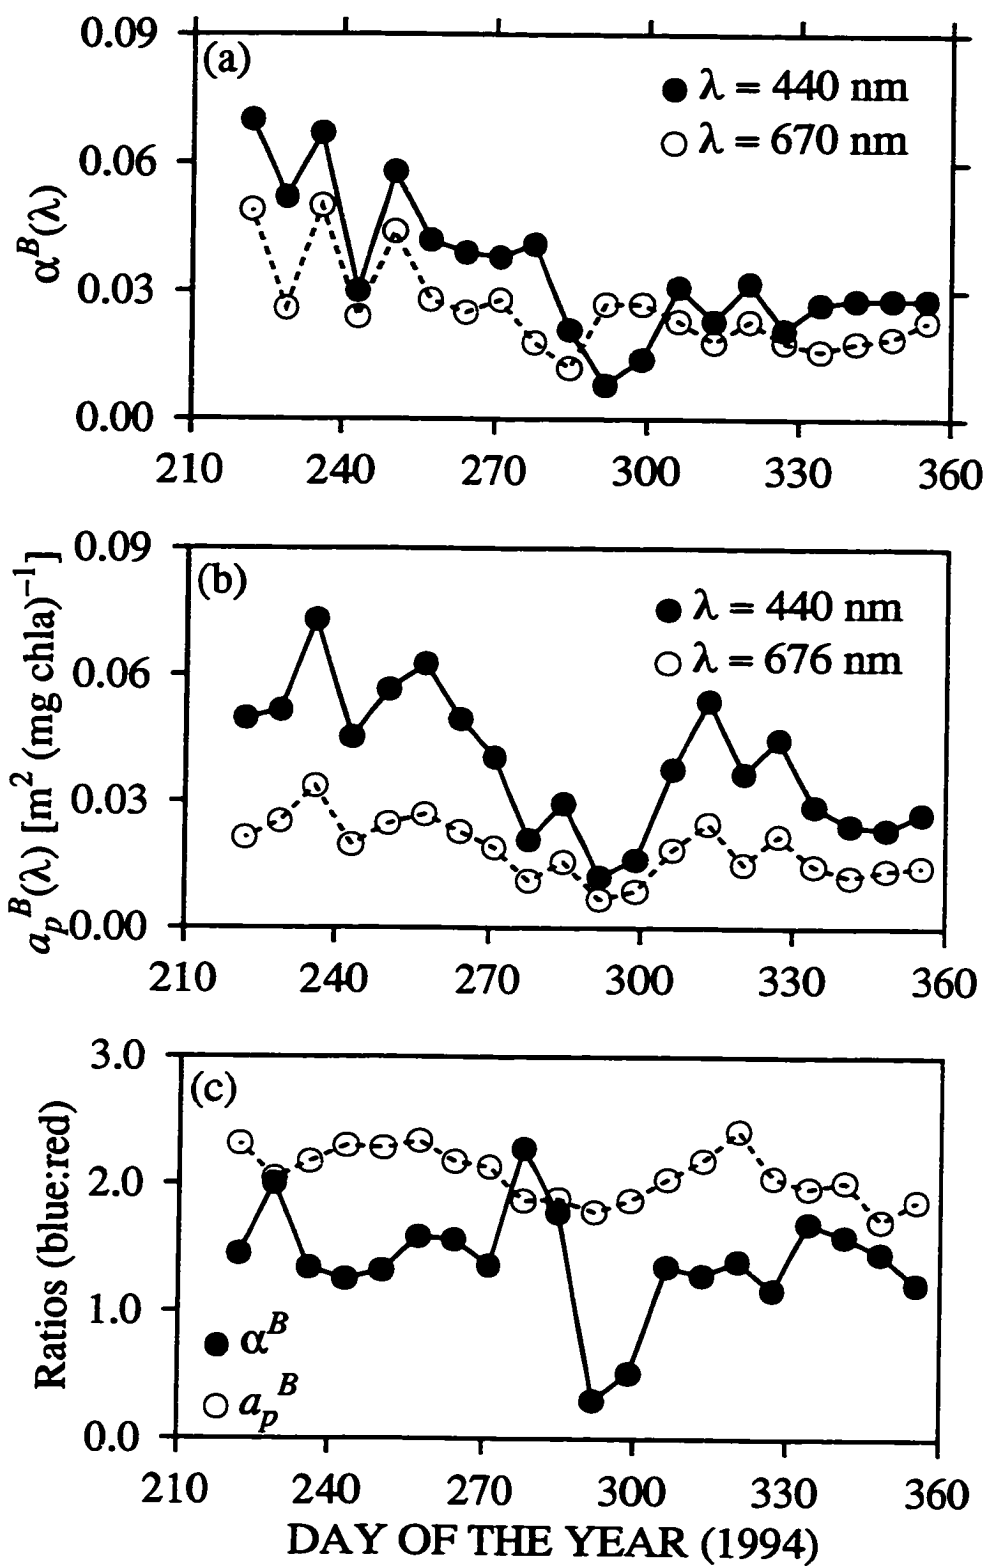 (a)
λ = 440 nm
λ = 670 nm
α^B(λ)
0.09
0.06
0.03
0.00
210 240 270 300 330 360
(b)
λ = 440 nm
λ = 676 nm
a_p^B(λ) [m^2 (mg chla)^−1]
0.09
0.06
0.03
0.00
210 240 270 300 330 360
(c)
Ratios (blue::red)
3.0
2.0
1.0
0.0
α^B
a_p^B
210 240 270 300 330 360
DAY OF THE YEAR (1994)